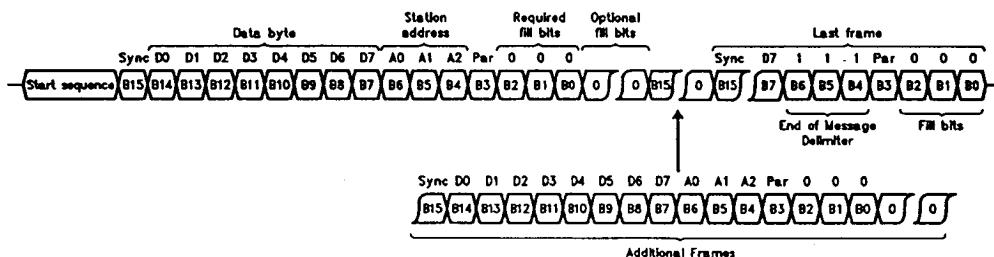 Station Required Optional
Data byte address fill bits fill bits Last frame
Sync D0 D1 D2 D3 D4 D5 D6 D7 A0 A1 A2 Par 0 0 0 Sync D7 1 1 1 Par 0 0 0
Start sequence B15 B14 B13 B12 B11 B10 B9 B8 B7 B6 B5 B4 B3 B2 B1 B0 0 0 B15 0 B15 B7 B6 B5 B4 B3 B2 B1 B0
End of Message Fill bits
Delimiter
Sync D0 D1 D2 D3 D4 D5 D6 D7 A0 A1 A2 Par 0 0 0
B15 B14 B13 B12 B11 B10 B9 B8 B7 B6 B5 B4 B3 B2 B1 B0 0 0
Additional Frames